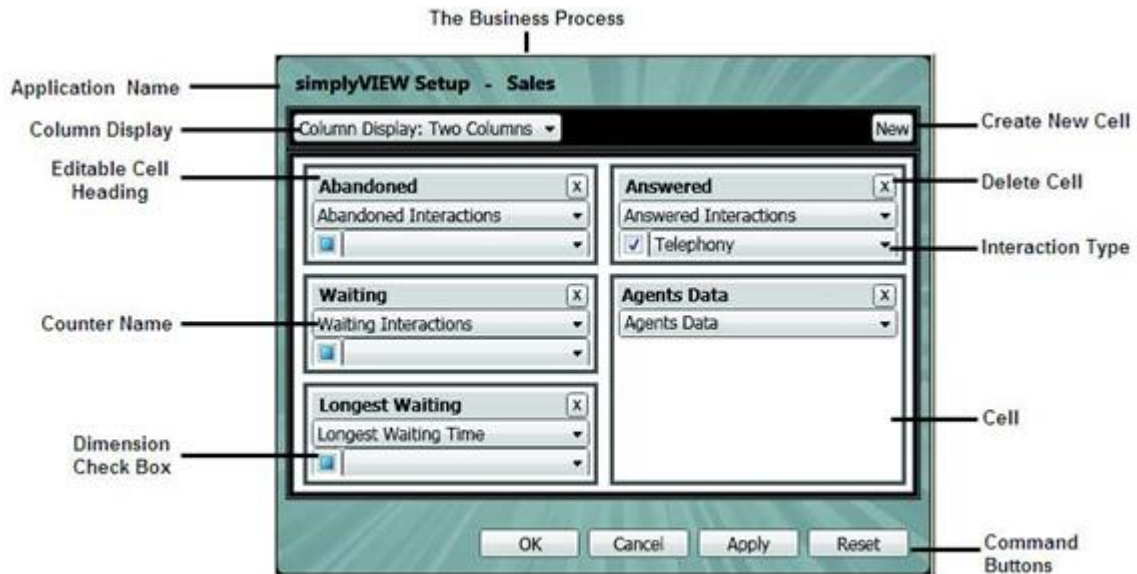 The Business Process
Application Name
simplyVIEW Setup - Sales
Column Display
Column Display: Two Columns
New
Create New Cell
Editable Cell
Heading
Abandoned
X
Abandoned Interactions
Answered
X
Answered Interactions
Telephony
Delete Cell
Interaction Type
Counter Name
Waiting
X
Waiting Interactions
Agents Data
X
Agents Data
Longest Waiting
X
Longest Waiting Time
Cell
Dimension
Check Box
OK
Cancel
Apply
Reset
Command
Buttons